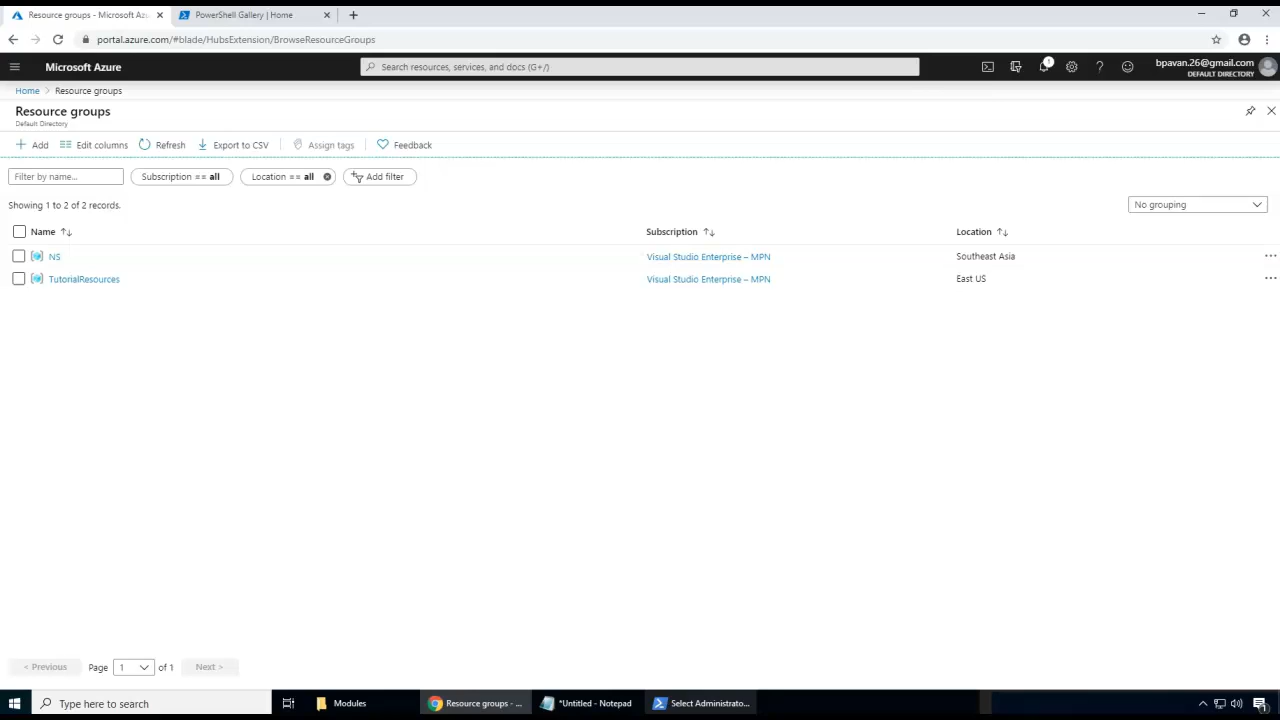 Resource groups - Microsoft Azu
PowerShell Gallery | Home
portal.azure.com/#blade/HubsExtension/BrowseResourceGroups
Microsoft Azure
Search resources, services, and docs (G+/)
1
bpavan.26@gmail.com
DEFAULT DIRECTORY
Home > Resource groups
Resource groups
Default Directory
Add
Edit columns
Refresh
Export to CSV
Assign tags
Feedback
Filter by name...
Subscription == all
Location == all
Add filter
Showing 1 to 2 of 2 records.
No grouping
Name Subscription Location
NS Visual Studio Enterprise – MPN Southeast Asia
TutorialResources Visual Studio Enterprise – MPN East US
< Previous Page 1 of 1 Next >
Type here to search
Modules
Resource groups - ...
*Untitled - Notepad
Select Administrato...
1